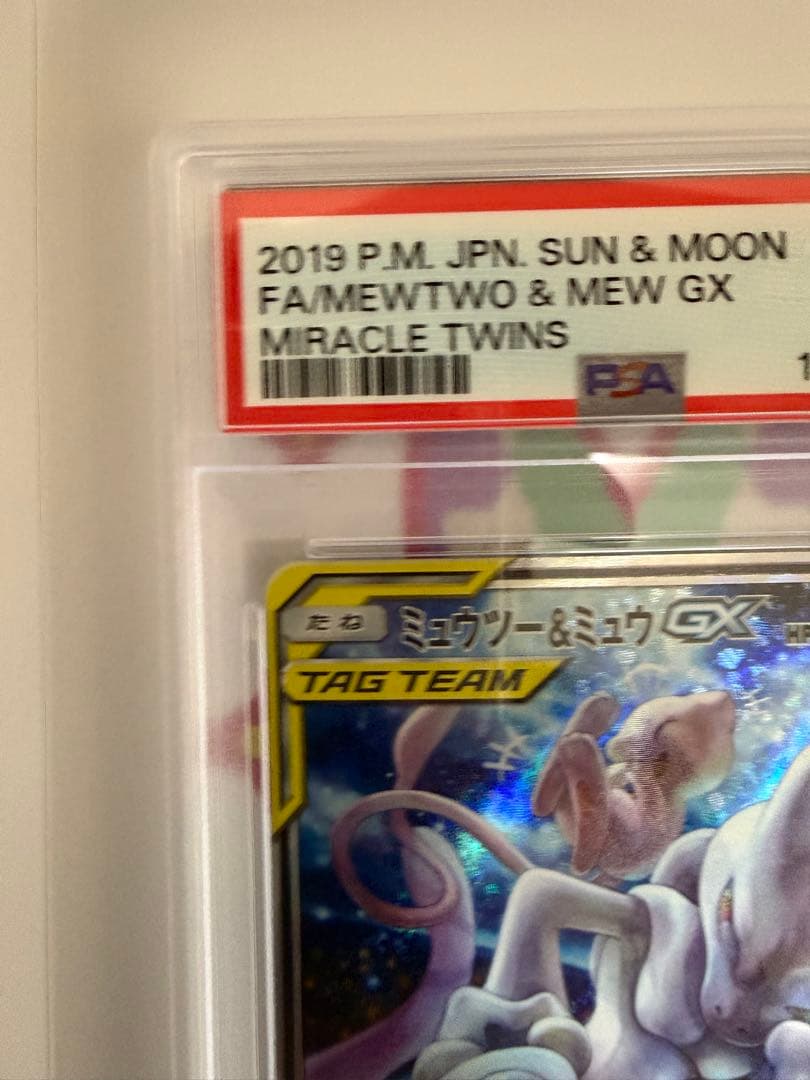 2019 P.M. JPN. SUN & MOON
FA/MEWTWO & MEW GX
MIRACLE TWINS
PSA
たね ミュウツー&ミュウGX HP
TAG TEAM